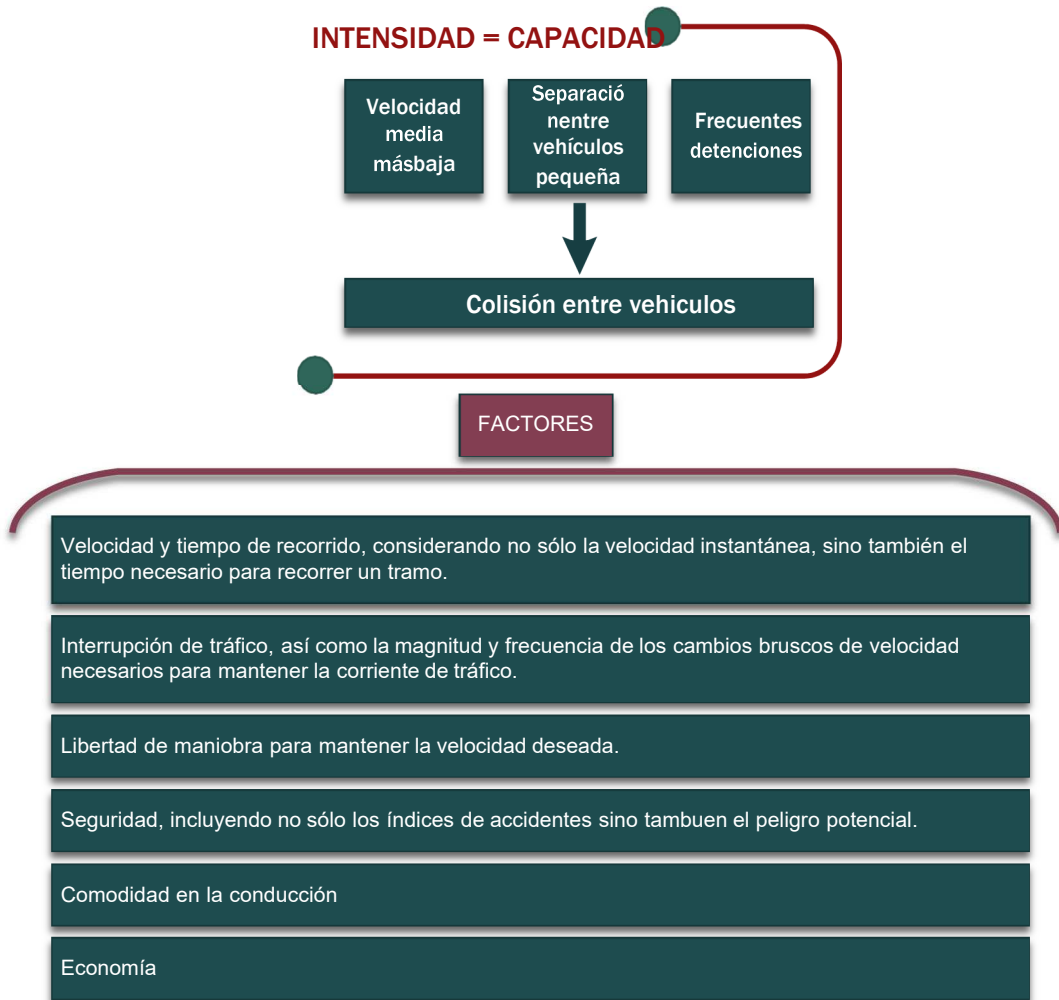 INTENSIDAD = CAPACIDAD
Velocidad
media
másbaja
Separació
nentre
vehículos
pequeña
Frecuentes
detenciones
Colisión entre vehiculos
FACTORES
Velocidad y tiempo de recorrido, considerando no sólo la velocidad instantánea, sino también el
tiempo necesario para recorrer un tramo.
Interrupción de tráfico, así como la magnitud y frecuencia de los cambios bruscos de velocidad
necesarios para mantener la corriente de tráfico.
Libertad de maniobra para mantener la velocidad deseada.
Seguridad, incluyendo no sólo los índices de accidentes sino tambuen el peligro potencial.
Comodidad en la conducción
Economía